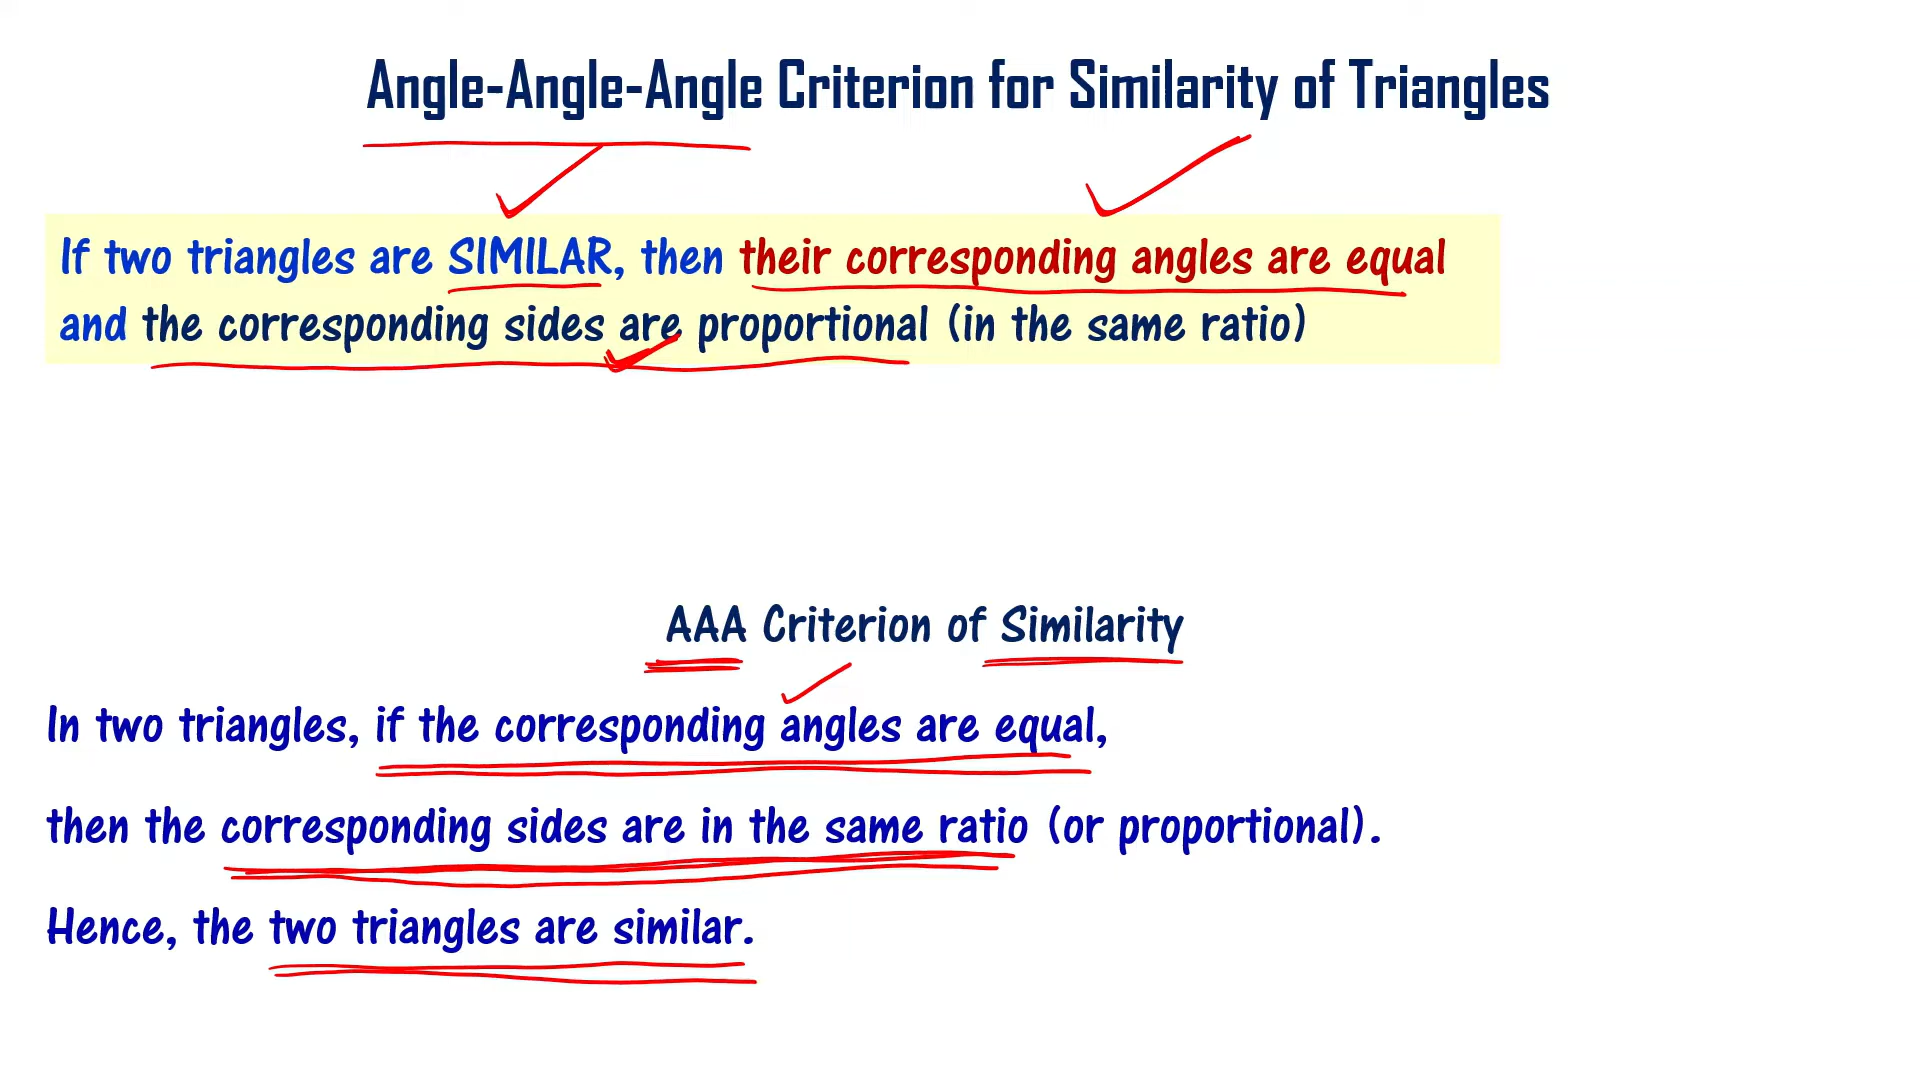 Angle-Angle-Angle Criterion for Similarity of Triangles
If two triangles are SIMILAR, then their corresponding angles are equal
and the corresponding sides are proportional (in the same ratio)
AAA Criterion of Similarity
In two triangles, if the corresponding angles are equal,
then the corresponding sides are in the same ratio (or proportional).
Hence, the two triangles are similar.